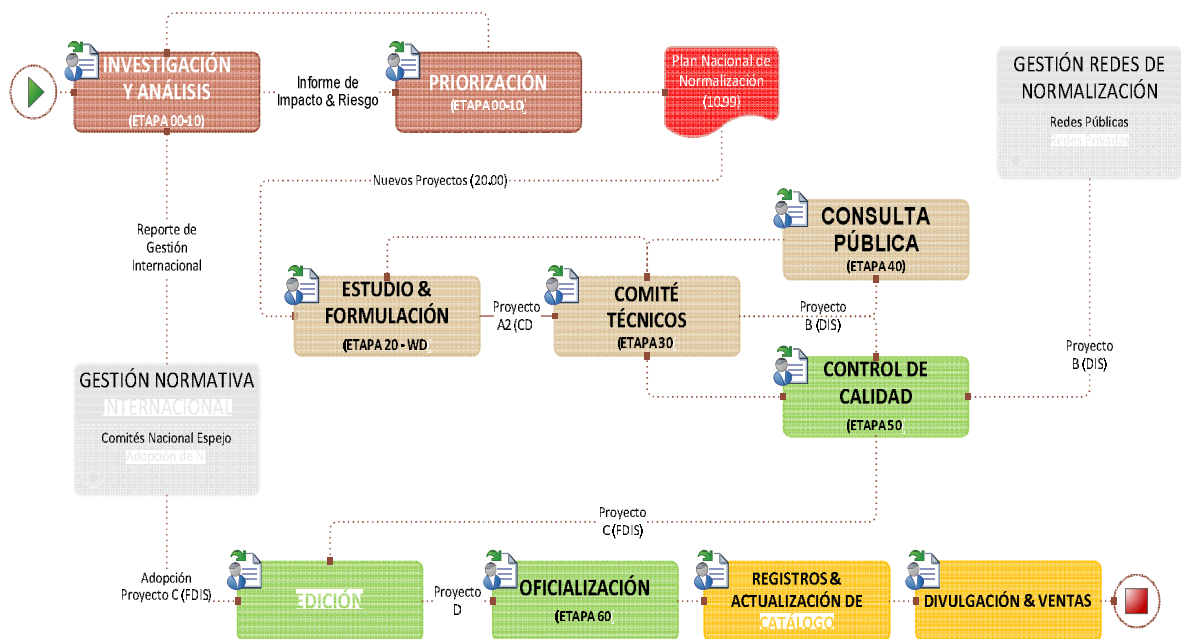 INVESTIGACIÓN
Y ANÁLISIS
(ETAPA 00-10)
Informe de
Impacto & Riesgo
PRIORIZACIÓN
(ETAPA 00-10)
Plan Nacional de
Normalización
(10.99)
GESTIÓN REDES DE
NORMALIZACIÓN
Redes Públicas
Redes Privadas
Nuevos Proyectos (20.00)
Reporte de
Gestión
Internacional
CONSULTA
PÚBLICA
(ETAPA 40)
ESTUDIO &
FORMULACIÓN
(ETAPA 20 - WD)
Proyecto
A2 (CD
COMITÉ
TÉCNICOS
(ETAPA 30
Proyecto
B (DIS)
Proyecto
B (DIS)
CONTROL DE
CALIDAD
(ETAPA 50)
GESTIÓN NORMATIVA
INTERNACIONAL
Comités Nacional Espejo
Adopción de N
Proyecto
C (FDIS)
Adopción
Proyecto C (FDIS)
EDICIÓN
Proyecto
D
OFICIALIZACIÓN
(ETAPA 60)
REGISTROS &
ACTUALIZACIÓN DE
CATÁLOGO
DIVULGACIÓN & VENTAS